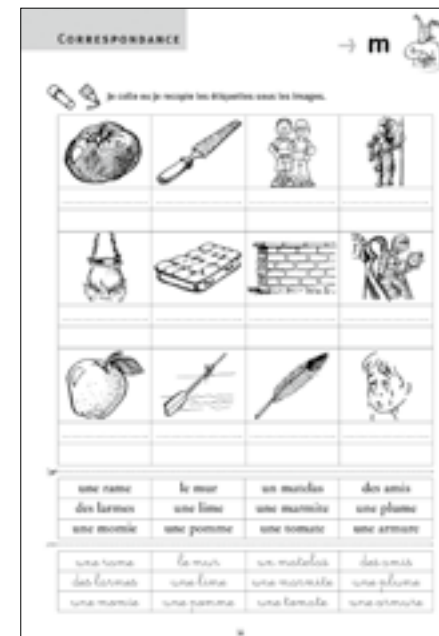 CORRESPONDANCE
→ m
Je colle ou je recopie les étiquettes sous les images.
une rame le mur un matelas des amis
des larmes une lime une marmite une plume
une momie une pomme une tomate une armure
une rame le mur un matelas des amis
des larmes une lime une marmite une plume
une momie une pomme une tomate une armure